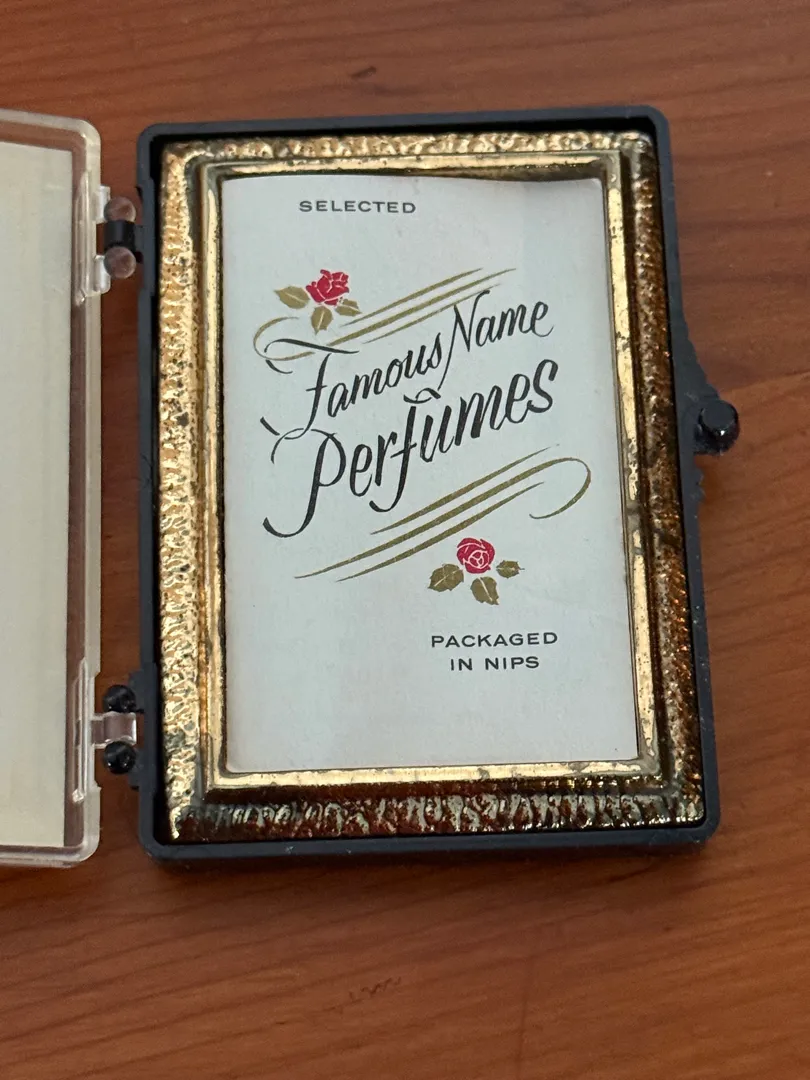 SELECTED
Famous Name
Perfumes
PACKAGED
IN NIPS